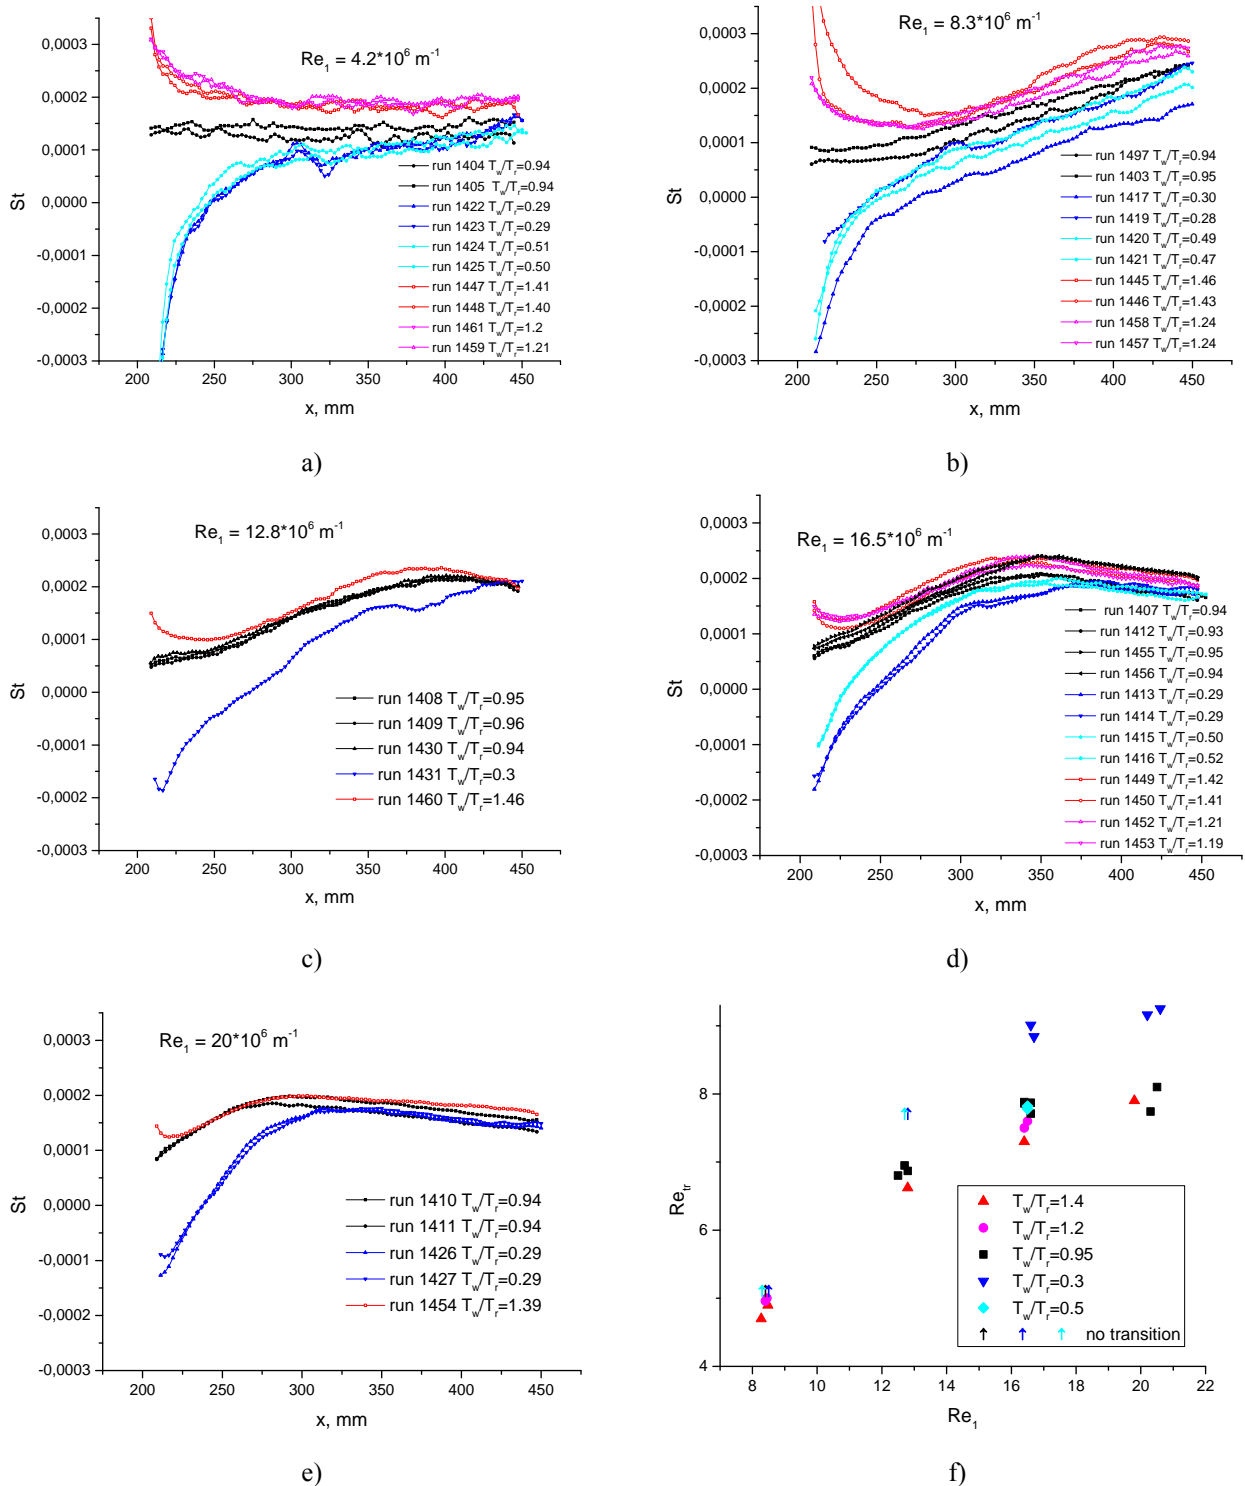 Re1 = 4.2*10^6 m^-1
0,0003
0,0002
0,0001
0,0000
-0,0001
-0,0002
-0,0003
St
run 1404 Tw/Tr=0.94
run 1405 Tw/Tr=0.94
run 1422 Tw/Tr=0.29
run 1423 Tw/Tr=0.29
run 1424 Tw/Tr=0.51
run 1425 Tw/Tr=0.50
run 1447 Tw/Tr=1.41
run 1448 Tw/Tr=1.40
run 1461 Tw/Tr=1.2
run 1459 Tw/Tr=1.21
200 250 300 350 400 450
x, mm
a)
Re1 = 8.3*10^6 m^-1
0,0003
0,0002
0,0001
0,0000
-0,0001
-0,0002
-0,0003
St
run 1497 Tw/Tr=0.94
run 1403 Tw/Tr=0.95
run 1417 Tw/Tr=0.30
run 1419 Tw/Tr=0.28
run 1420 Tw/Tr=0.49
run 1421 Tw/Tr=0.47
run 1445 Tw/Tr=1.46
run 1446 Tw/Tr=1.43
run 1458 Tw/Tr=1.24
run 1457 Tw/Tr=1.24
200 250 300 350 400 450
x, mm
b)
Re1 = 12.8*10^6 m^-1
0,0003
0,0002
0,0001
0,0000
-0,0001
-0,0002
-0,0003
St
run 1408 Tw/Tr=0.95
run 1409 Tw/Tr=0.96
run 1430 Tw/Tr=0.94
run 1431 Tw/Tr=0.3
run 1460 Tw/Tr=1.46
200 250 300 350 400 450
x, mm
c)
Re1 = 16.5*10^6 m^-1
0,0003
0,0002
0,0001
0,0000
-0,0001
-0,0002
-0,0003
St
run 1407 Tw/Tr=0.94
run 1412 Tw/Tr=0.93
run 1455 Tw/Tr=0.95
run 1456 Tw/Tr=0.94
run 1413 Tw/Tr=0.29
run 1414 Tw/Tr=0.29
run 1415 Tw/Tr=0.50
run 1416 Tw/Tr=0.52
run 1449 Tw/Tr=1.42
run 1450 Tw/Tr=1.41
run 1452 Tw/Tr=1.21
run 1453 Tw/Tr=1.19
200 250 300 350 400 450
x, mm
d)
Re1 = 20*10^6 m^-1
0,0003
0,0002
0,0001
0,0000
-0,0001
-0,0002
-0,0003
St
run 1410 Tw/Tr=0.94
run 1411 Tw/Tr=0.94
run 1426 Tw/Tr=0.29
run 1427 Tw/Tr=0.29
run 1454 Tw/Tr=1.39
200 250 300 350 400 450
x, mm
e)
8
6
4
Retr
Tw/Tr=1.4
Tw/Tr=1.2
Tw/Tr=0.95
Tw/Tr=0.3
Tw/Tr=0.5
no transition
8 10 12 14 16 18 20 22
Re1
f)